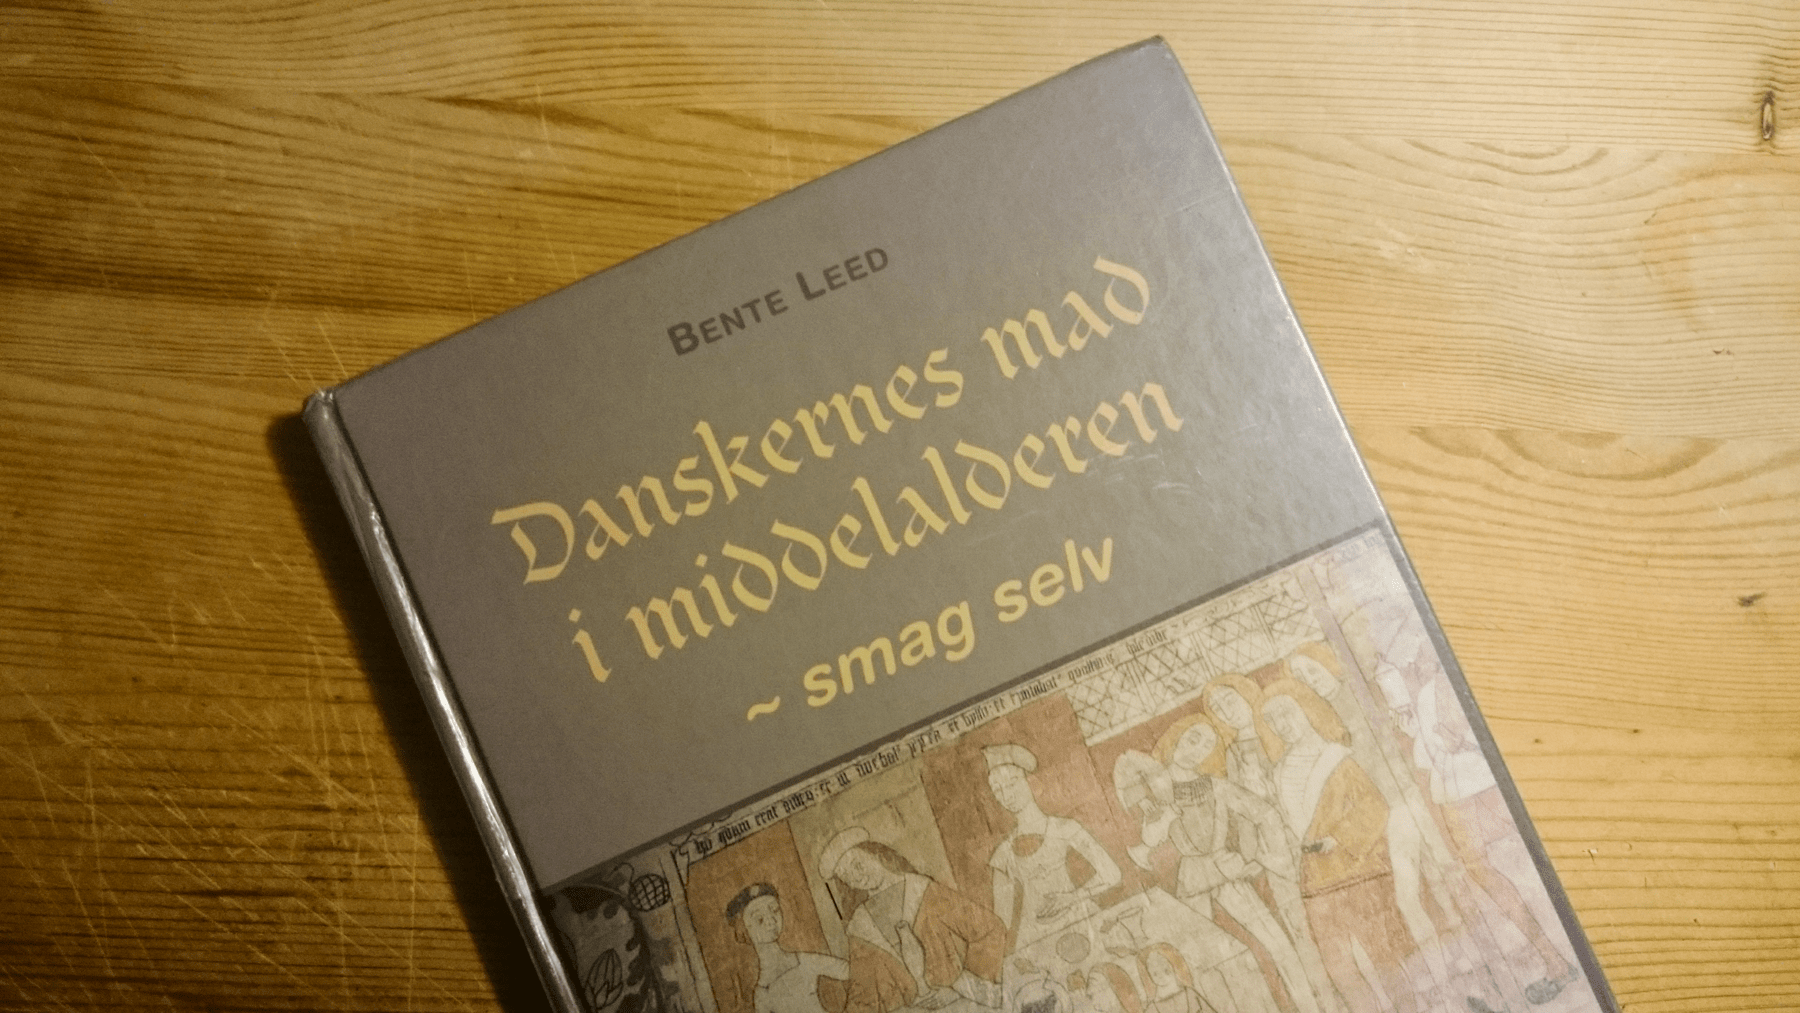 BENTE LEED
Danskernes mad
i middelalderen
~ smag selv